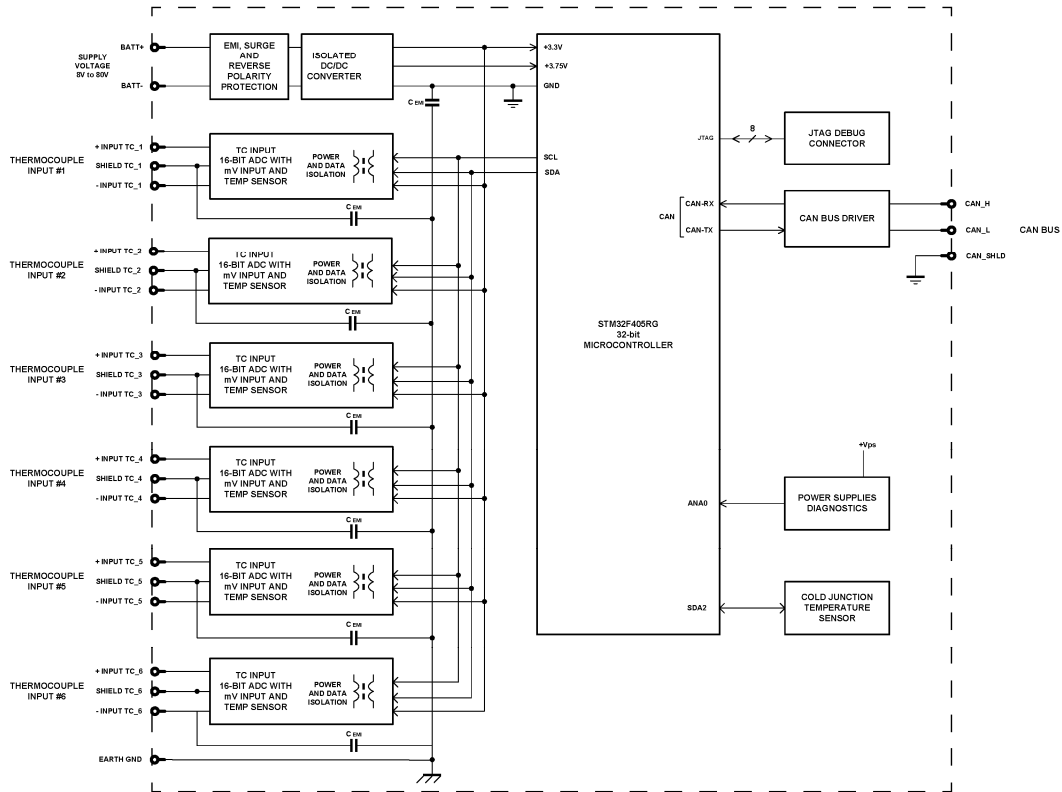 BATT+
SUPPLY
VOLTAGE
8V to 80V
BATT-
EMI, SURGE
AND
REVERSE
POLARITY
PROTECTION
ISOLATED
DC/DC
CONVERTER
C EMI
+3.3V
+3.75V
GND
THERMOCOUPLE
INPUT #1
+ INPUT TC_1
SHIELD TC_1
- INPUT TC_1
TC INPUT
16-BIT ADC WITH
mV INPUT AND
TEMP SENSOR
POWER
AND DATA
ISOLATION
C EMI
SCL
SDA
THERMOCOUPLE
INPUT #2
+ INPUT TC_2
SHIELD TC_2
- INPUT TC_2
TC INPUT
16-BIT ADC WITH
mV INPUT AND
TEMP SENSOR
POWER
AND DATA
ISOLATION
C EMI
THERMOCOUPLE
INPUT #3
+ INPUT TC_3
SHIELD TC_3
- INPUT TC_3
TC INPUT
16-BIT ADC WITH
mV INPUT AND
TEMP SENSOR
POWER
AND DATA
ISOLATION
C EMI
THERMOCOUPLE
INPUT #4
+ INPUT TC_4
SHIELD TC_4
- INPUT TC_4
TC INPUT
16-BIT ADC WITH
mV INPUT AND
TEMP SENSOR
POWER
AND DATA
ISOLATION
C EMI
THERMOCOUPLE
INPUT #5
+ INPUT TC_5
SHIELD TC_5
- INPUT TC_5
TC INPUT
16-BIT ADC WITH
mV INPUT AND
TEMP SENSOR
POWER
AND DATA
ISOLATION
C EMI
THERMOCOUPLE
INPUT #6
+ INPUT TC_6
SHIELD TC_6
- INPUT TC_6
TC INPUT
16-BIT ADC WITH
mV INPUT AND
TEMP SENSOR
POWER
AND DATA
ISOLATION
C EMI
EARTH GND
STM32F405RG
32-bit
MICROCONTROLLER
JTAG
8
JTAG DEBUG
CONNECTOR
CAN
CAN-RX
CAN-TX
CAN BUS DRIVER
CAN_H
CAN_L
CAN_SHLD
CAN BUS
+Vps
ANA0
POWER SUPPLIES
DIAGNOSTICS
SDA2
COLD JUNCTION
TEMPERATURE
SENSOR